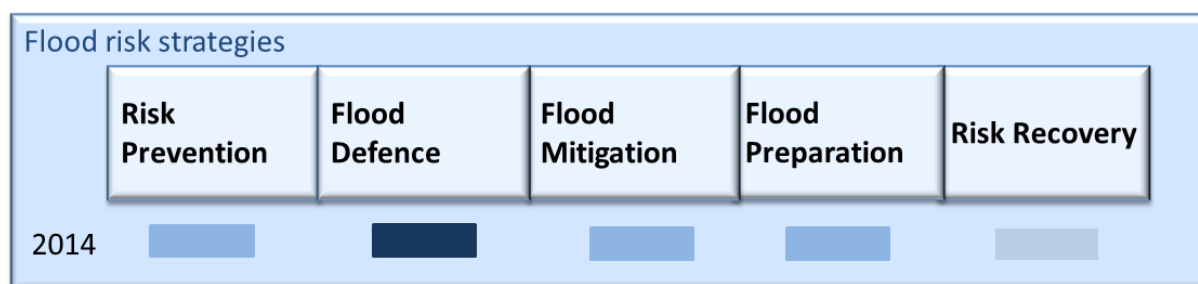 Flood risk strategies
Risk
Prevention
Flood
Defence
Flood
Mitigation
Flood
Preparation
Risk Recovery
2014